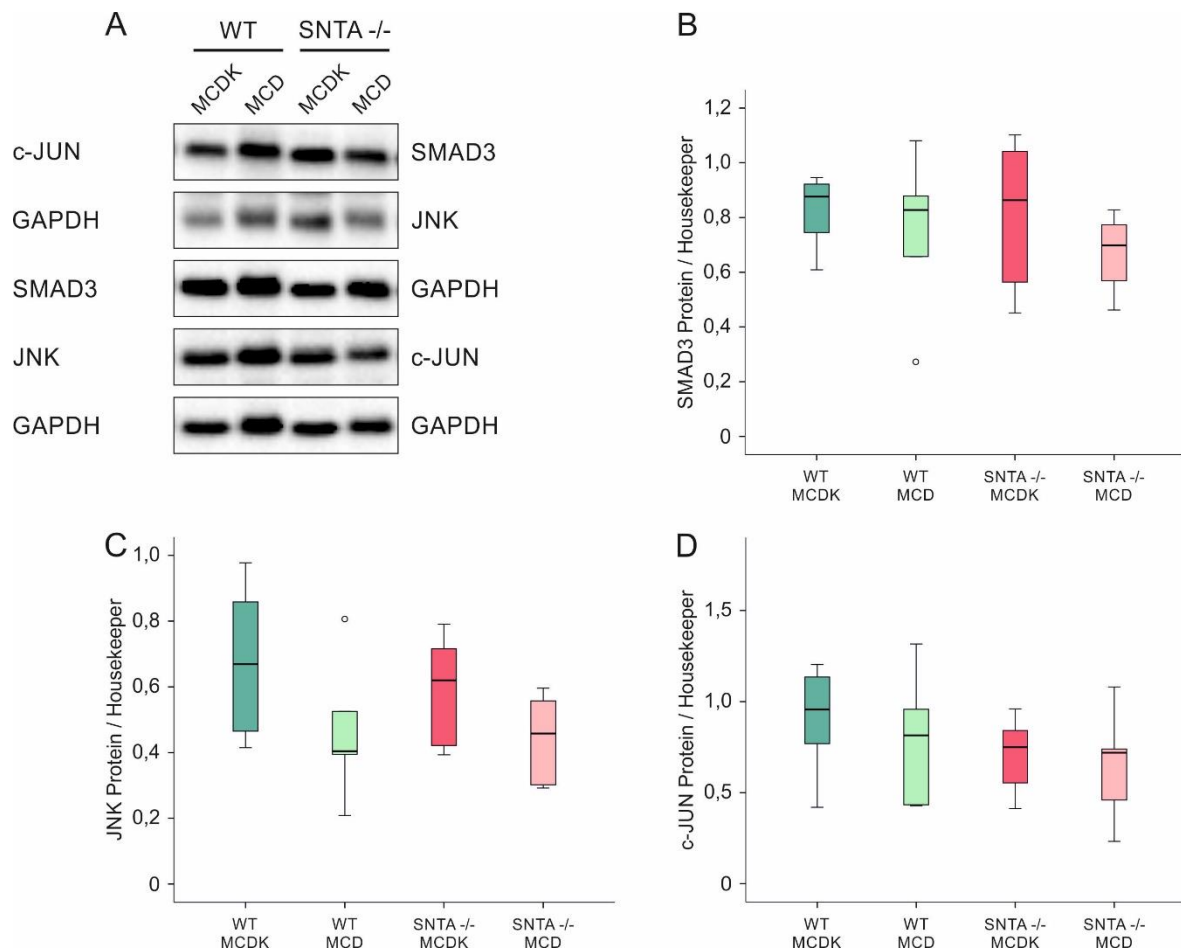 A
WT SNTA -/-
MCDK MCD MCDK MCD
c-JUN SMAD3
GAPDH JNK
SMAD3 GAPDH
JNK c-JUN
GAPDH GAPDH
B
SMAD3 Protein / Housekeeper
1,2
1,0
0,8
0,6
0,4
0,2
0
WT WT SNTA -/- SNTA -/-
MCDK MCD MCDK MCD
C
JNK Protein / Housekeeper
1,0
0,8
0,6
0,4
0,2
0
WT WT SNTA -/- SNTA -/-
MCDK MCD MCDK MCD
D
c-JUN Protein / Housekeeper
1,5
1,0
0,5
0
WT WT SNTA -/- SNTA -/-
MCDK MCD MCDK MCD